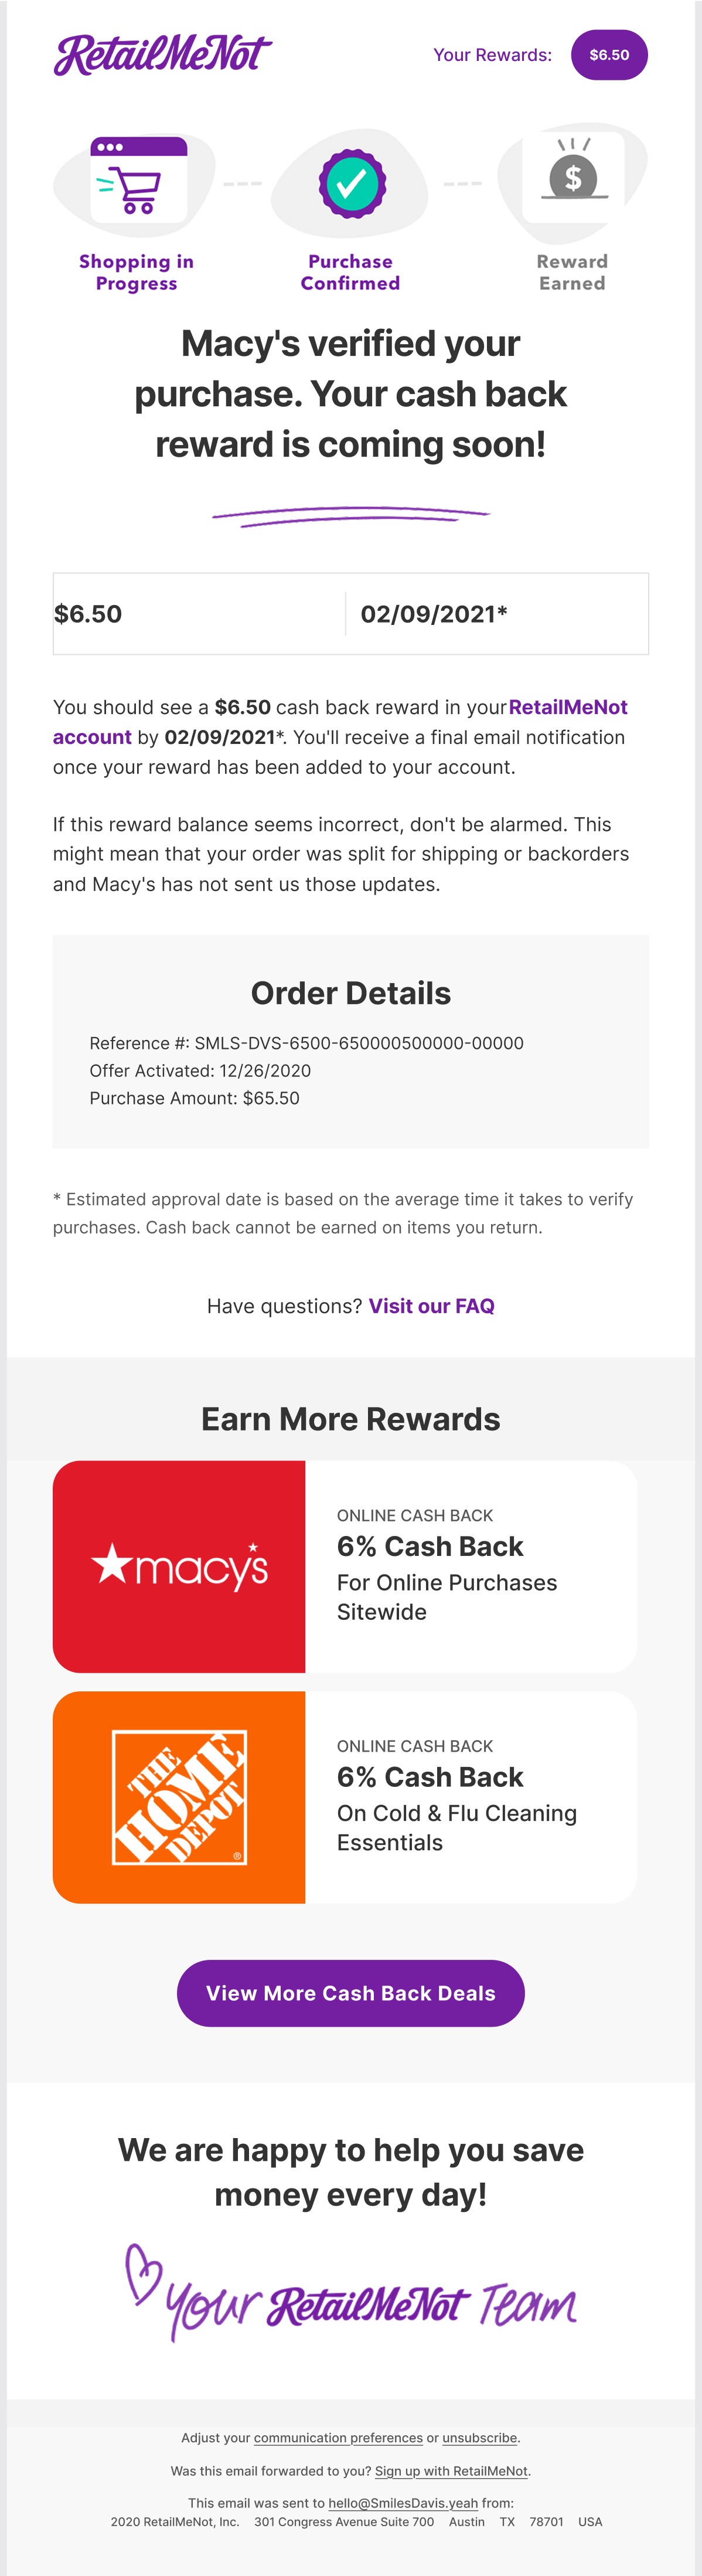 RetailMeNot
Your Rewards: $6.50
$
Shopping in Progress
Purchase Confirmed
Reward Earned
Macy's verified your
purchase. Your cash back
reward is coming soon!
$6.50 02/09/2021*
You should see a $6.50 cash back reward in your RetailMeNot
account by 02/09/2021*. You'll receive a final email notification
once your reward has been added to your account.
If this reward balance seems incorrect, don't be alarmed. This
might mean that your order was split for shipping or backorders
and Macy's has not sent us those updates.
Order Details
Reference #: SMLS-DVS-6500-650000500000-00000
Offer Activated: 12/26/2020
Purchase Amount: $65.50
* Estimated approval date is based on the average time it takes to verify
purchases. Cash back cannot be earned on items you return.
Have questions? Visit our FAQ
Earn More Rewards
macy's
ONLINE CASH BACK
6% Cash Back
For Online Purchases
Sitewide
THE
HOME
DEPOT
®
ONLINE CASH BACK
6% Cash Back
On Cold & Flu Cleaning
Essentials
View More Cash Back Deals
We are happy to help you save
money every day!
Your RetailMeNot Team
Adjust your communication preferences or unsubscribe.
Was this email forwarded to you? Sign up with RetailMeNot.
This email was sent to hello@SmilesDavis.yeah from:
2020 RetailMeNot, Inc. 301 Congress Avenue Suite 700 Austin TX 78701 USA